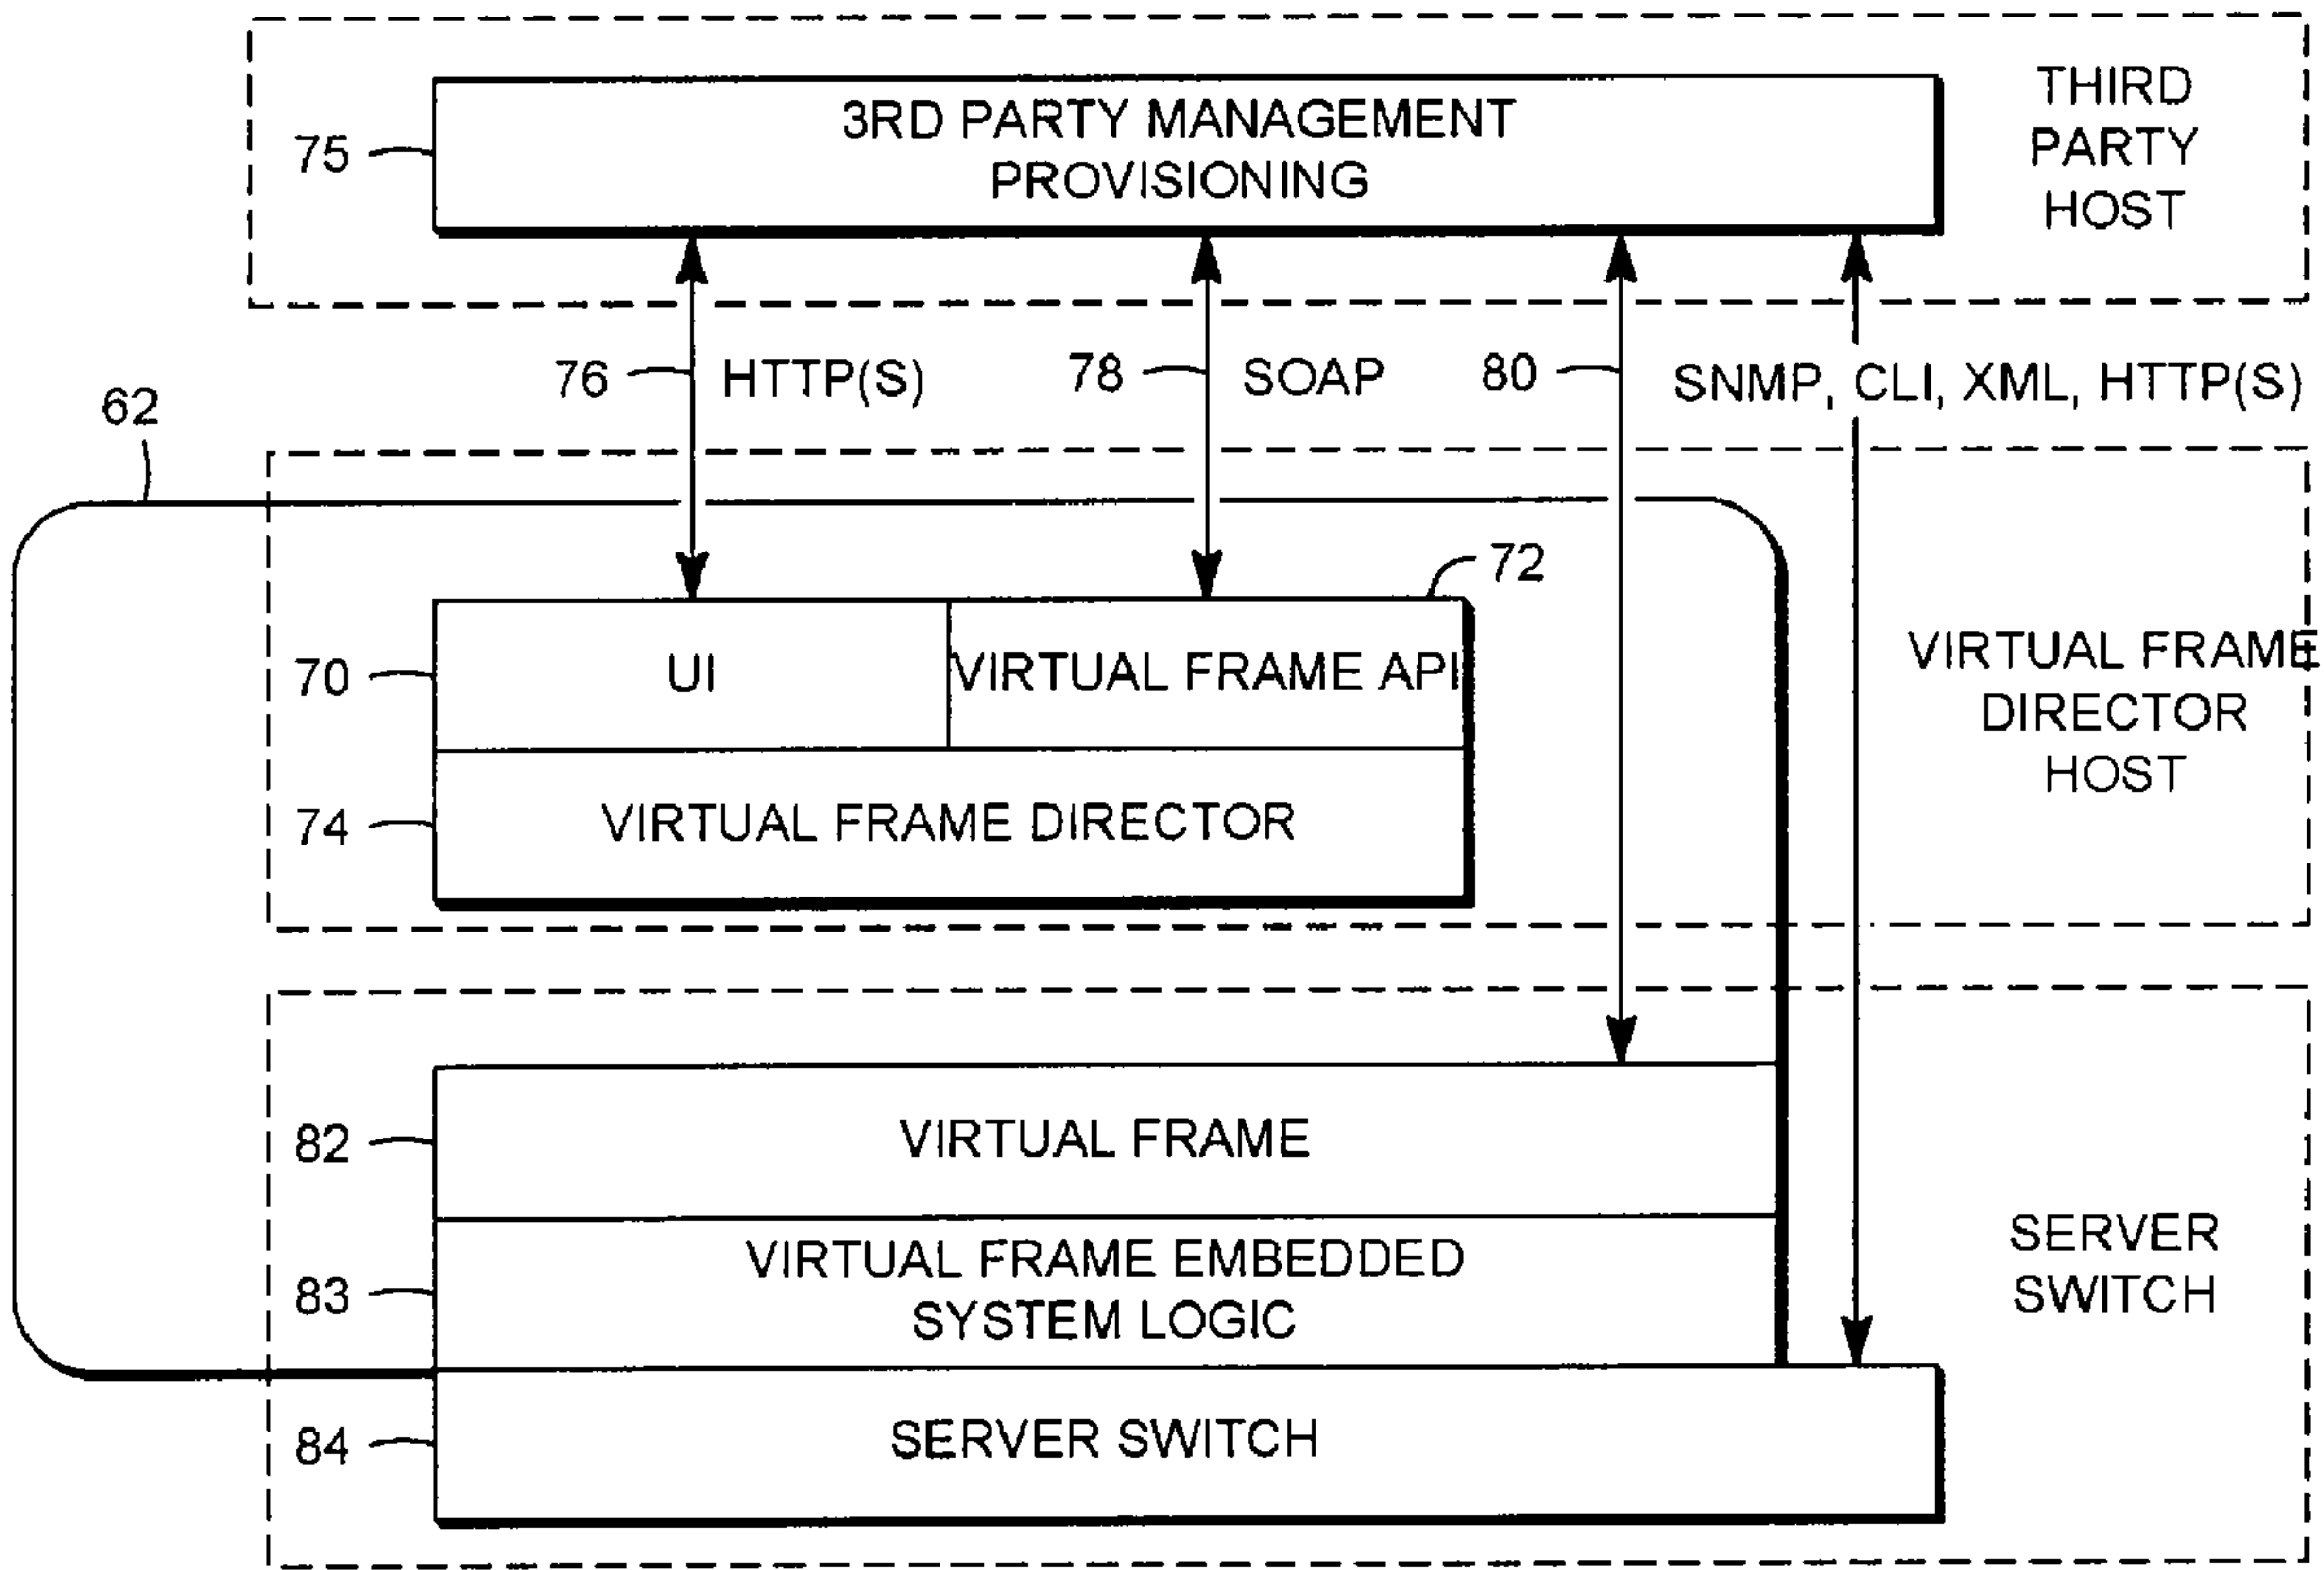 THIRD
PARTY
HOST
75
3RD PARTY MANAGEMENT
PROVISIONING
76
HTTP(S)
78
SOAP
80
SNMP, CLI, XML, HTTP(S)
62
72
70
UI
VIRTUAL FRAME API
VIRTUAL FRAME
DIRECTOR
HOST
74
VIRTUAL FRAME DIRECTOR
82
VIRTUAL FRAME
83
VIRTUAL FRAME EMBEDDED
SYSTEM LOGIC
SERVER
SWITCH
84
SERVER SWITCH